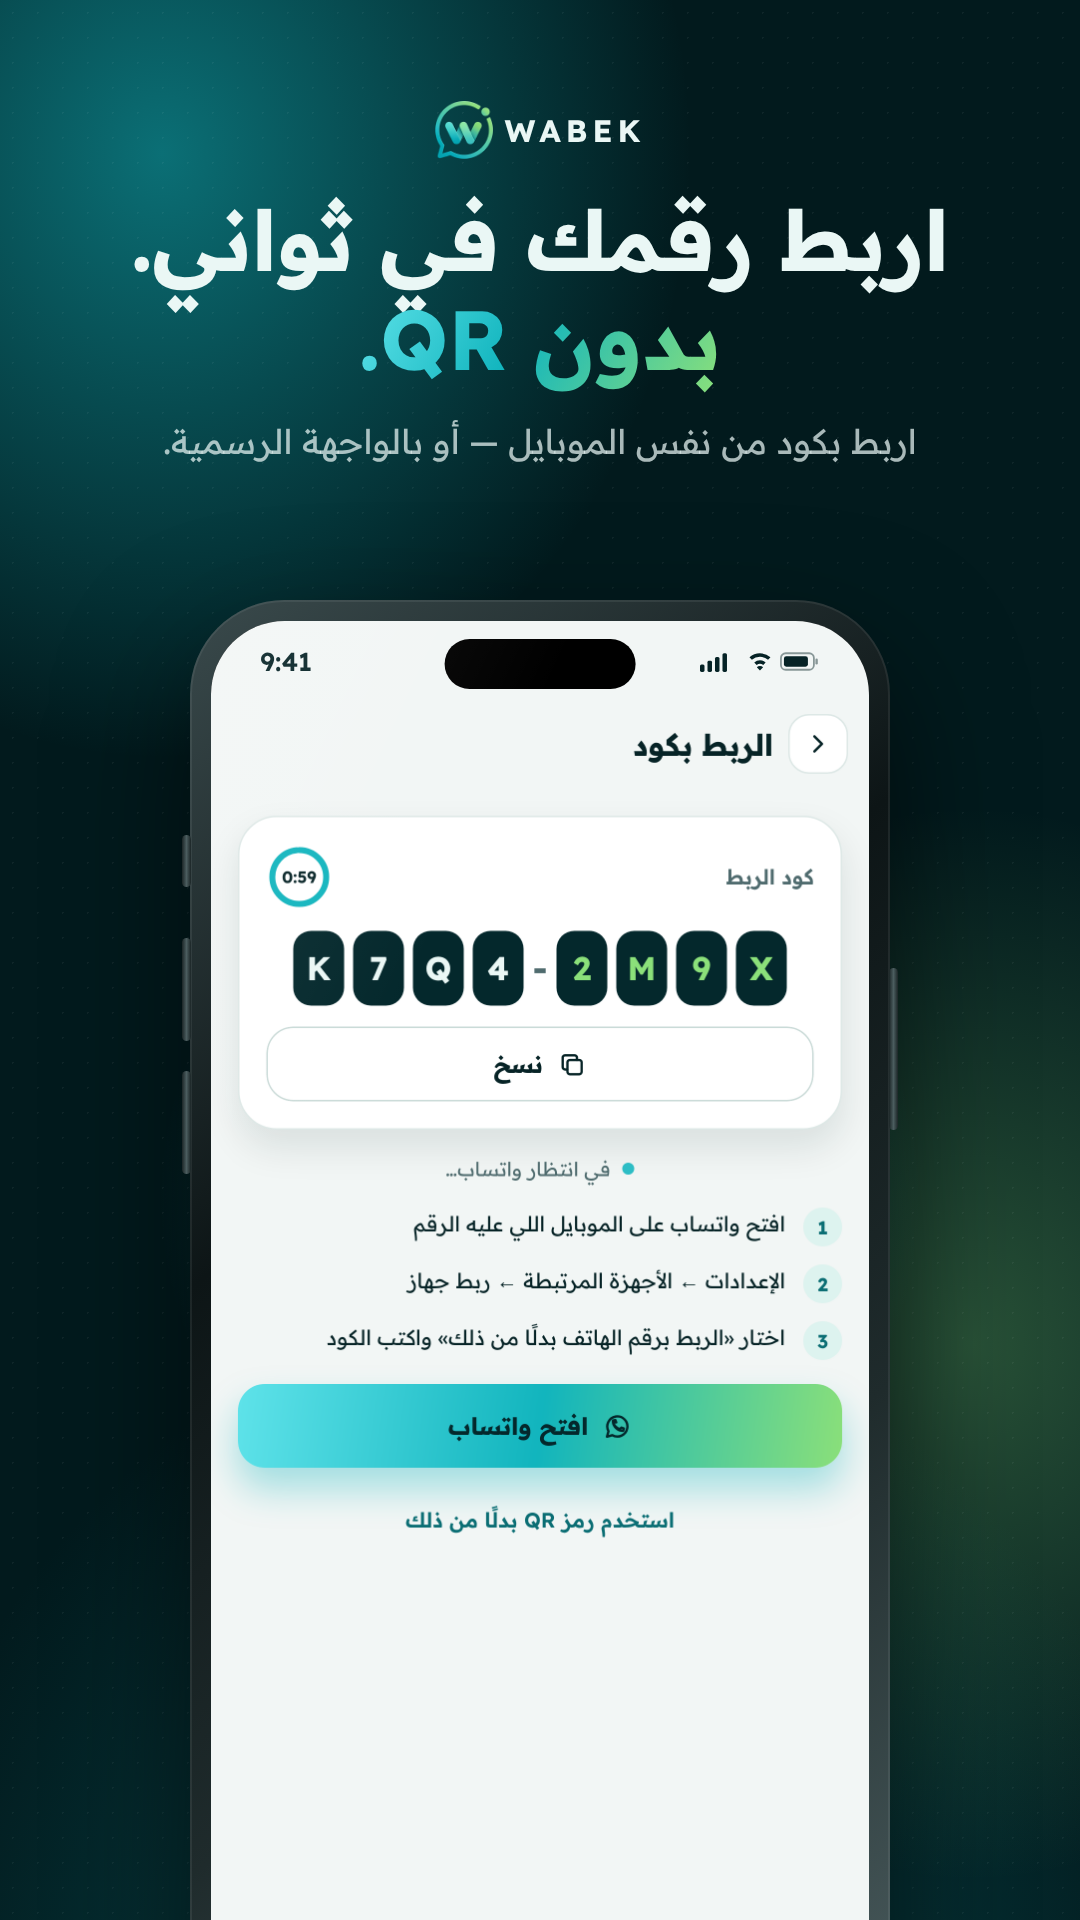 WABEK
اربط رقمك في ثواني.
بدون QR.
اربط بكود من نفس الموبايل — أو بالواجهة الرسمية.
9:41
الربط بكود
كود الربط
0:59
K7Q4-2M9X
نسخ
في انتظار واتساب...
1 افتح واتساب على الموبايل اللي عليه الرقم
2 الإعدادات ← الأجهزة المرتبطة ← ربط جهاز
3 اختار «الربط برقم الهاتف بدلًا من ذلك» واكتب الكود
افتح واتساب
استخدم رمز QR بدلًا من ذلك